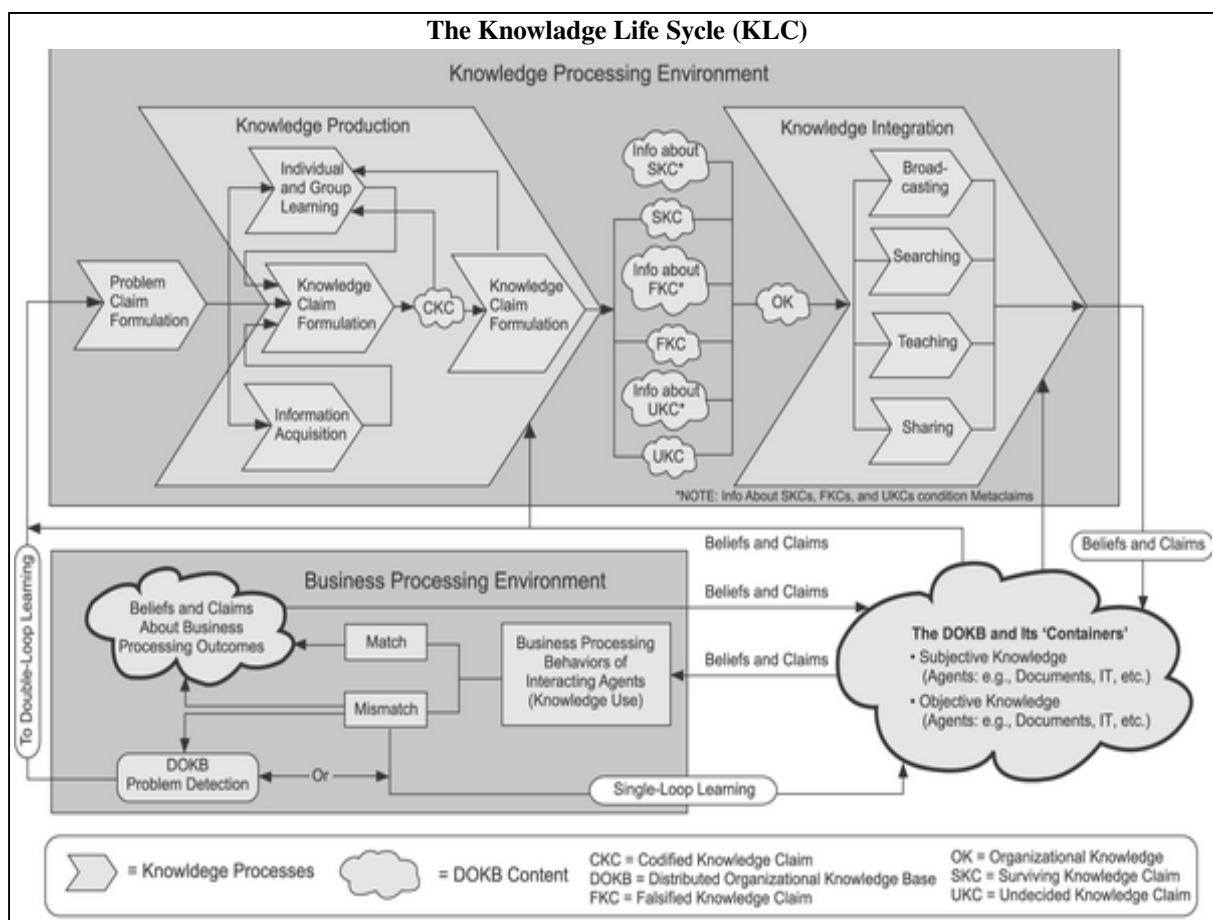 The Knowladge Life Sycle (KLC)
Knowledge Processing Environment
Knowledge Production
Individual
and Group
Learning
Problem
Claim
Formulation
Knowledge
Claim
Formulation
CKC
Knowledge
Claim
Formulation
Information
Acquisition
Info about
SKC*
SKC
Info about
FKC*
FKC
Info about
UKC*
UKC
OK
Knowledge Integration
Broad-
casting
Searching
Teaching
Sharing
*NOTE: Info About SKCs, FKCs, and UKCs condition Metaclaims
Beliefs and Claims
Beliefs and Claims
To Double-Loop Learning
Business Processing Environment
Beliefs and Claims
About Business
Processing Outcomes
Match
Mismatch
Business Processing
Behaviors of
Interacting Agents
(Knowledge Use)
Beliefs and Claims
Beliefs and Claims
DOKB
Problem Detection
Or
Single-Loop Learning
The DOKB and Its 'Containers'
• Subjective Knowledge
(Agents: e.g., Documents, IT, etc.)
• Objective Knowledge
(Agents: e.g., Documents, IT, etc.)
= Knowldege Processes
= DOKB Content
CKC = Codified Knowledge Claim
DOKB = Distributed Organizational Knowledge Base
FKC = Falsified Knowledge Claim
OK = Organizational Knowledge
SKC = Surviving Knowledge Claim
UKC = Undecided Knowledge Claim